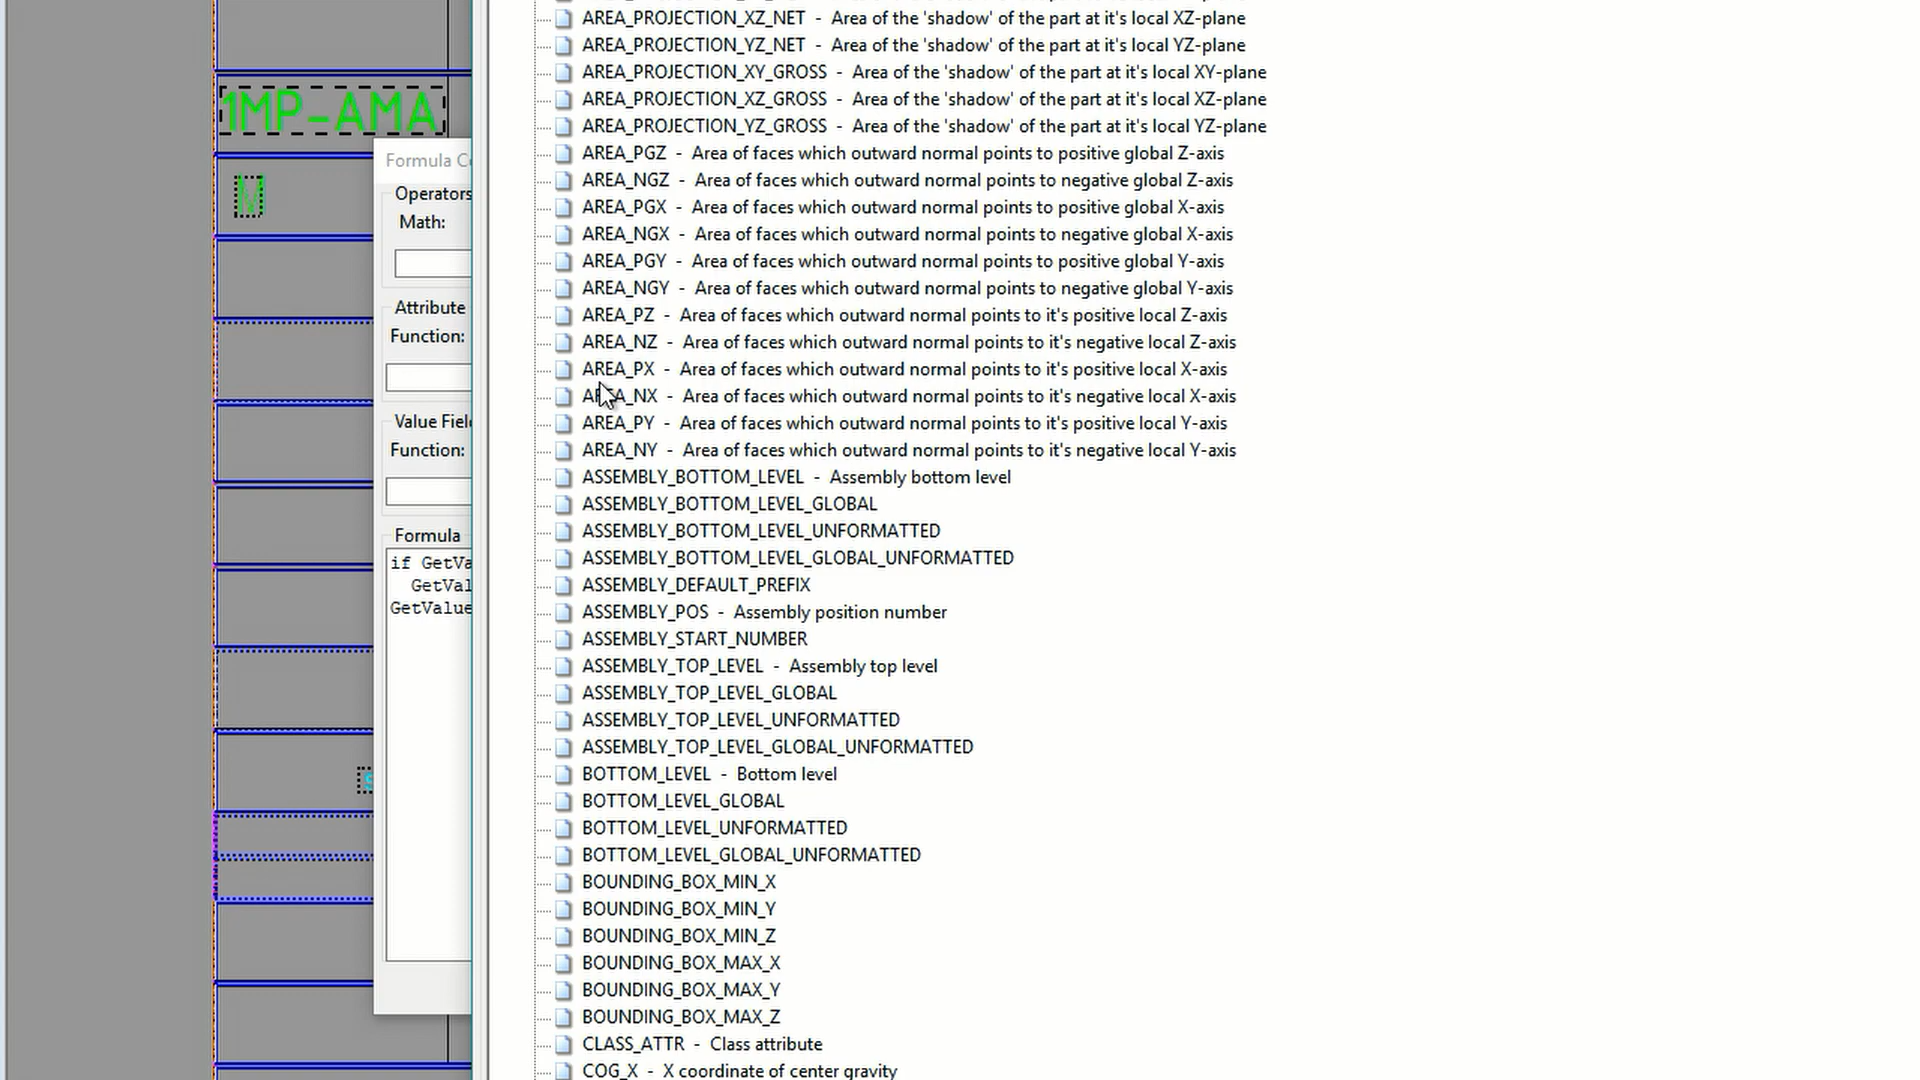 AREA_PROJECTION_XZ_NET - Area of the 'shadow' of the part at it's local XZ-plane
AREA_PROJECTION_YZ_NET - Area of the 'shadow' of the part at it's local YZ-plane
AREA_PROJECTION_XY_GROSS - Area of the 'shadow' of the part at it's local XY-plane
AREA_PROJECTION_XZ_GROSS - Area of the 'shadow' of the part at it's local XZ-plane
AREA_PROJECTION_YZ_GROSS - Area of the 'shadow' of the part at it's local YZ-plane
AREA_PGZ - Area of faces which outward normal points to positive global Z-axis
AREA_NGZ - Area of faces which outward normal points to negative global Z-axis
AREA_PGX - Area of faces which outward normal points to positive global X-axis
AREA_NGX - Area of faces which outward normal points to negative global X-axis
AREA_PGY - Area of faces which outward normal points to positive global Y-axis
AREA_NGY - Area of faces which outward normal points to negative global Y-axis
AREA_PZ - Area of faces which outward normal points to it's positive local Z-axis
AREA_NZ - Area of faces which outward normal points to it's negative local Z-axis
AREA_PX - Area of faces which outward normal points to it's positive local X-axis
AREA_NX - Area of faces which outward normal points to it's negative local X-axis
AREA_PY - Area of faces which outward normal points to it's positive local Y-axis
AREA_NY - Area of faces which outward normal points to it's negative local Y-axis
ASSEMBLY_BOTTOM_LEVEL - Assembly bottom level
ASSEMBLY_BOTTOM_LEVEL_GLOBAL
ASSEMBLY_BOTTOM_LEVEL_UNFORMATTED
ASSEMBLY_BOTTOM_LEVEL_GLOBAL_UNFORMATTED
ASSEMBLY_DEFAULT_PREFIX
ASSEMBLY_POS - Assembly position number
ASSEMBLY_START_NUMBER
ASSEMBLY_TOP_LEVEL - Assembly top level
ASSEMBLY_TOP_LEVEL_GLOBAL
ASSEMBLY_TOP_LEVEL_UNFORMATTED
ASSEMBLY_TOP_LEVEL_GLOBAL_UNFORMATTED
BOTTOM_LEVEL - Bottom level
BOTTOM_LEVEL_GLOBAL
BOTTOM_LEVEL_UNFORMATTED
BOTTOM_LEVEL_GLOBAL_UNFORMATTED
BOUNDING_BOX_MIN_X
BOUNDING_BOX_MIN_Y
BOUNDING_BOX_MIN_Z
BOUNDING_BOX_MAX_X
BOUNDING_BOX_MAX_Y
BOUNDING_BOX_MAX_Z
CLASS_ATTR - Class attribute
COG_X - X coordinate of center gravity
1MP-AMA
M
Formula C
Operators
Math:
Attribute
Function:
Value Fiel
Function:
Formula
if GetVa
GetVal
GetValue